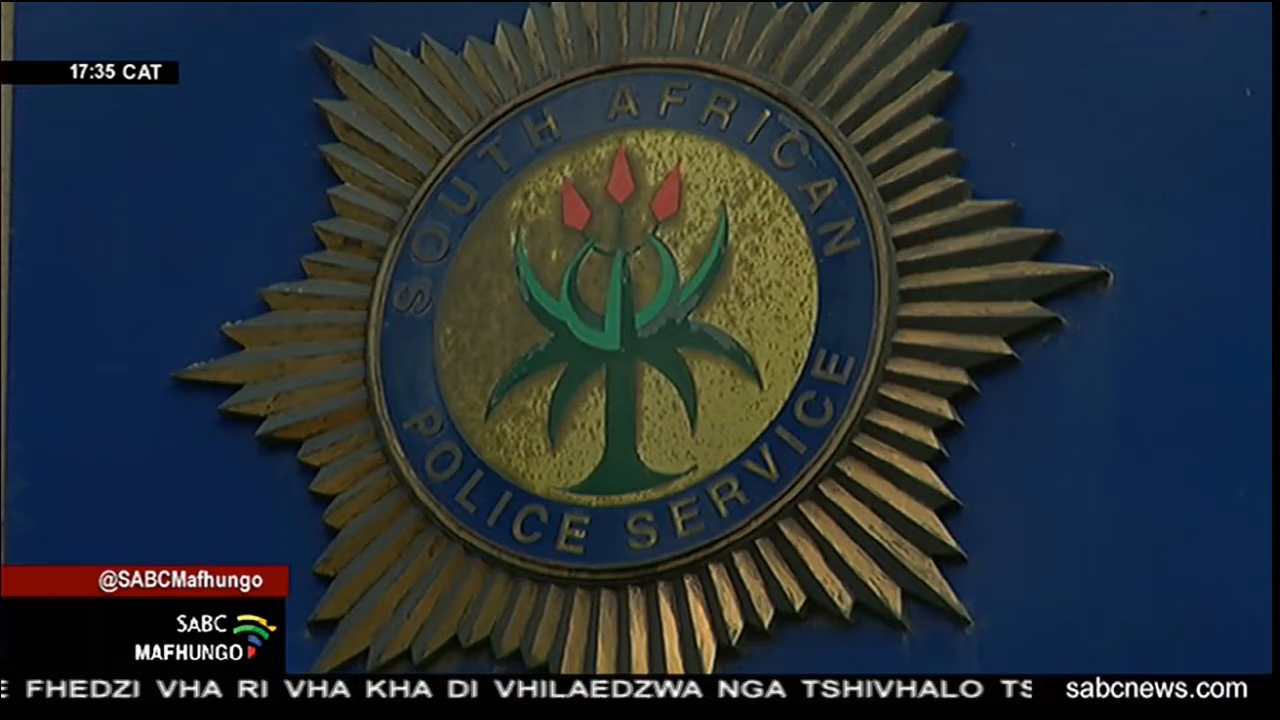 17:35 CAT
SOUTH AFRICAN
POLICE SERVICE
@SABCMafhungo
SABC
MAFHUNGO
FHEDZI VHA RI VHA KHA DI VHILAEDZWA NGA TSHIVHALO
sabcnews.com